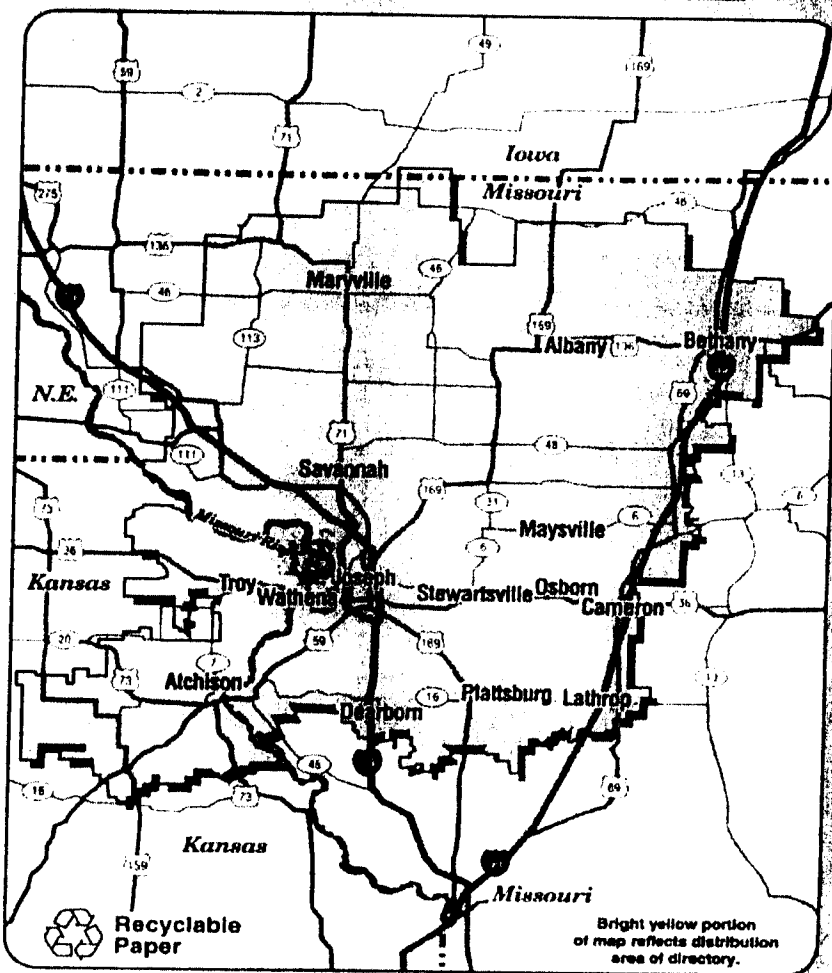 49
59
169
2
71
Iowa
Missouri
275
46
136
46
46
Maryville
113
169
Albany
136
Bethany
N.E.
111
69
71
48
111
Savannah
13
169
31
6
75
6
Maysville
6
36
Kansas
Troy
Joseph
Wathena
Stewartsville
Osborn
Cameron
36
20
59
169
7
73
Atchison
16
Plattsburg
Lathrop
Dearborn
45
16
73
69
Kansas
159
Missouri
Recyclable
Paper
Bright yellow portion
of map reflects distribution
area of directory.